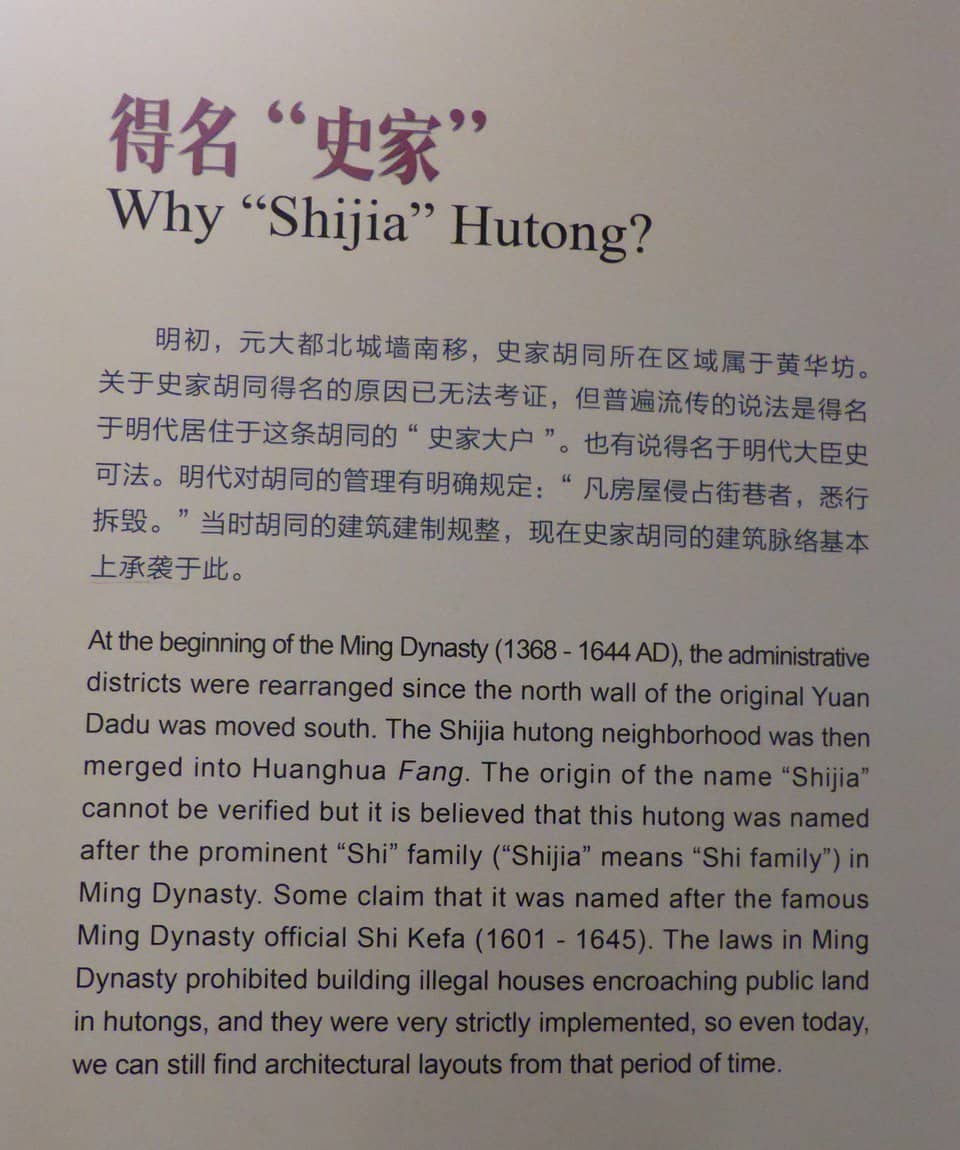 得名“史家”
Why “Shijia” Hutong?
明初，元大都北城墙南移，史家胡同所在区域属于黄华坊。
关于史家胡同得名的原因已无法考证，但普遍流传的说法是得名
于明代居住于这条胡同的“史家大户”。也有说得名于明代大臣史
可法。明代对胡同的管理有明确规定：“凡房屋侵占街巷者，悉行
拆毁。”当时胡同的建筑建制规整，现在史家胡同的建筑脉络基本
上承袭于此。
At the beginning of the Ming Dynasty (1368 - 1644 AD), the administrative
districts were rearranged since the north wall of the original Yuan
Dadu was moved south. The Shijia hutong neighborhood was then
merged into Huanghua Fang. The origin of the name “Shijia”
cannot be verified but it is believed that this hutong was named
after the prominent “Shi” family (“Shijia” means “Shi family”) in
Ming Dynasty. Some claim that it was named after the famous
Ming Dynasty official Shi Kefa (1601 - 1645). The laws in Ming
Dynasty prohibited building illegal houses encroaching public land
in hutongs, and they were very strictly implemented, so even today,
we can still find architectural layouts from that period of time.